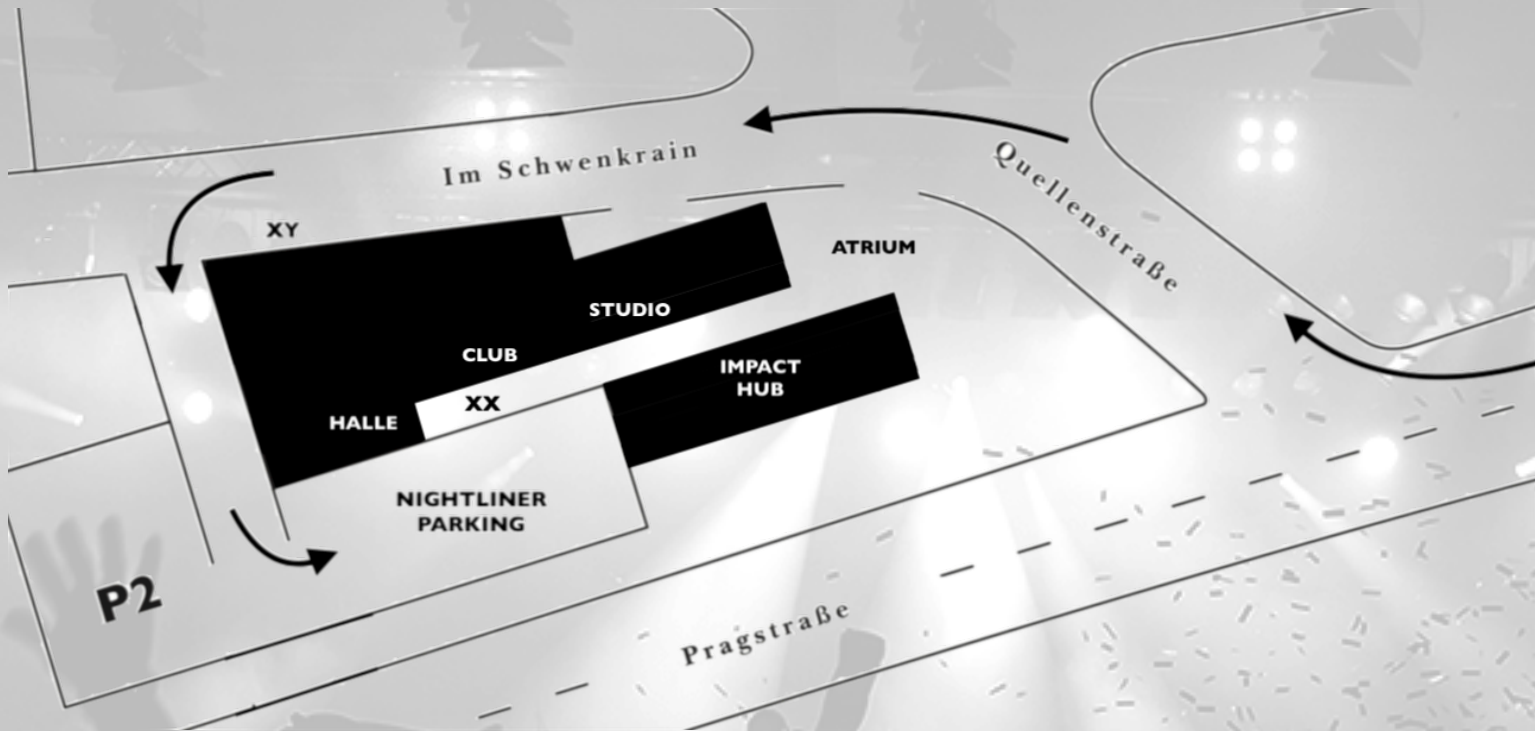 Im Schwenkrain
Quellenstraße
XY
ATRIUM
STUDIO
CLUB
IMPACT
HUB
XX
HALLE
NIGHTLINER
PARKING
P2
Pragstraße